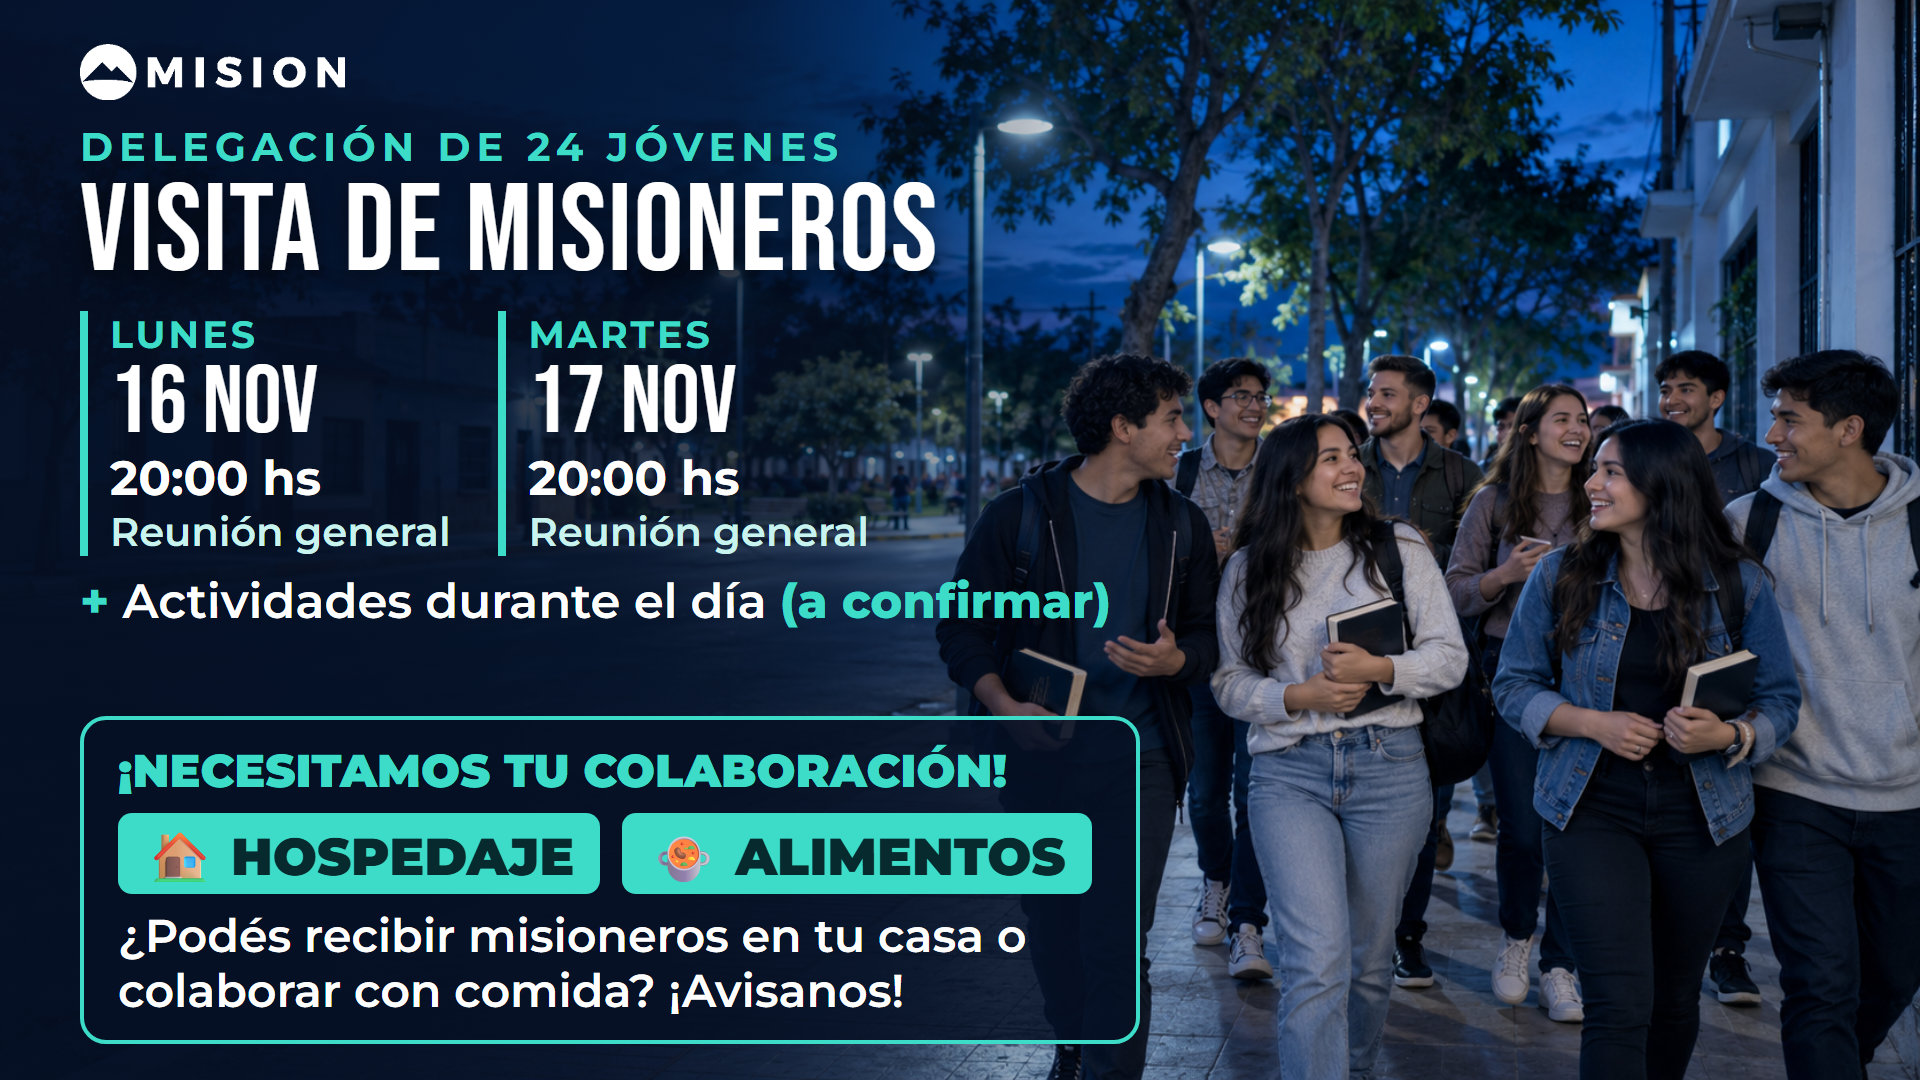 MISION
DELEGACIÓN DE 24 JÓVENES
VISITA DE MISIONEROS
LUNES
16 NOV
20:00 hs
Reunión general
MARTES
17 NOV
20:00 hs
Reunión general
+ Actividades durante el día (a confirmar)
¡NECESITAMOS TU COLABORACIÓN!
HOSPEDAJE
ALIMENTOS
¿Podés recibir misioneros en tu casa o
colaborar con comida? ¡Avisanos!